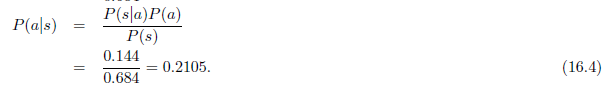 P(a|s) = P(s|a)P(a) / P(s)
= 0.144 / 0.684 = 0.2105. (16.4)